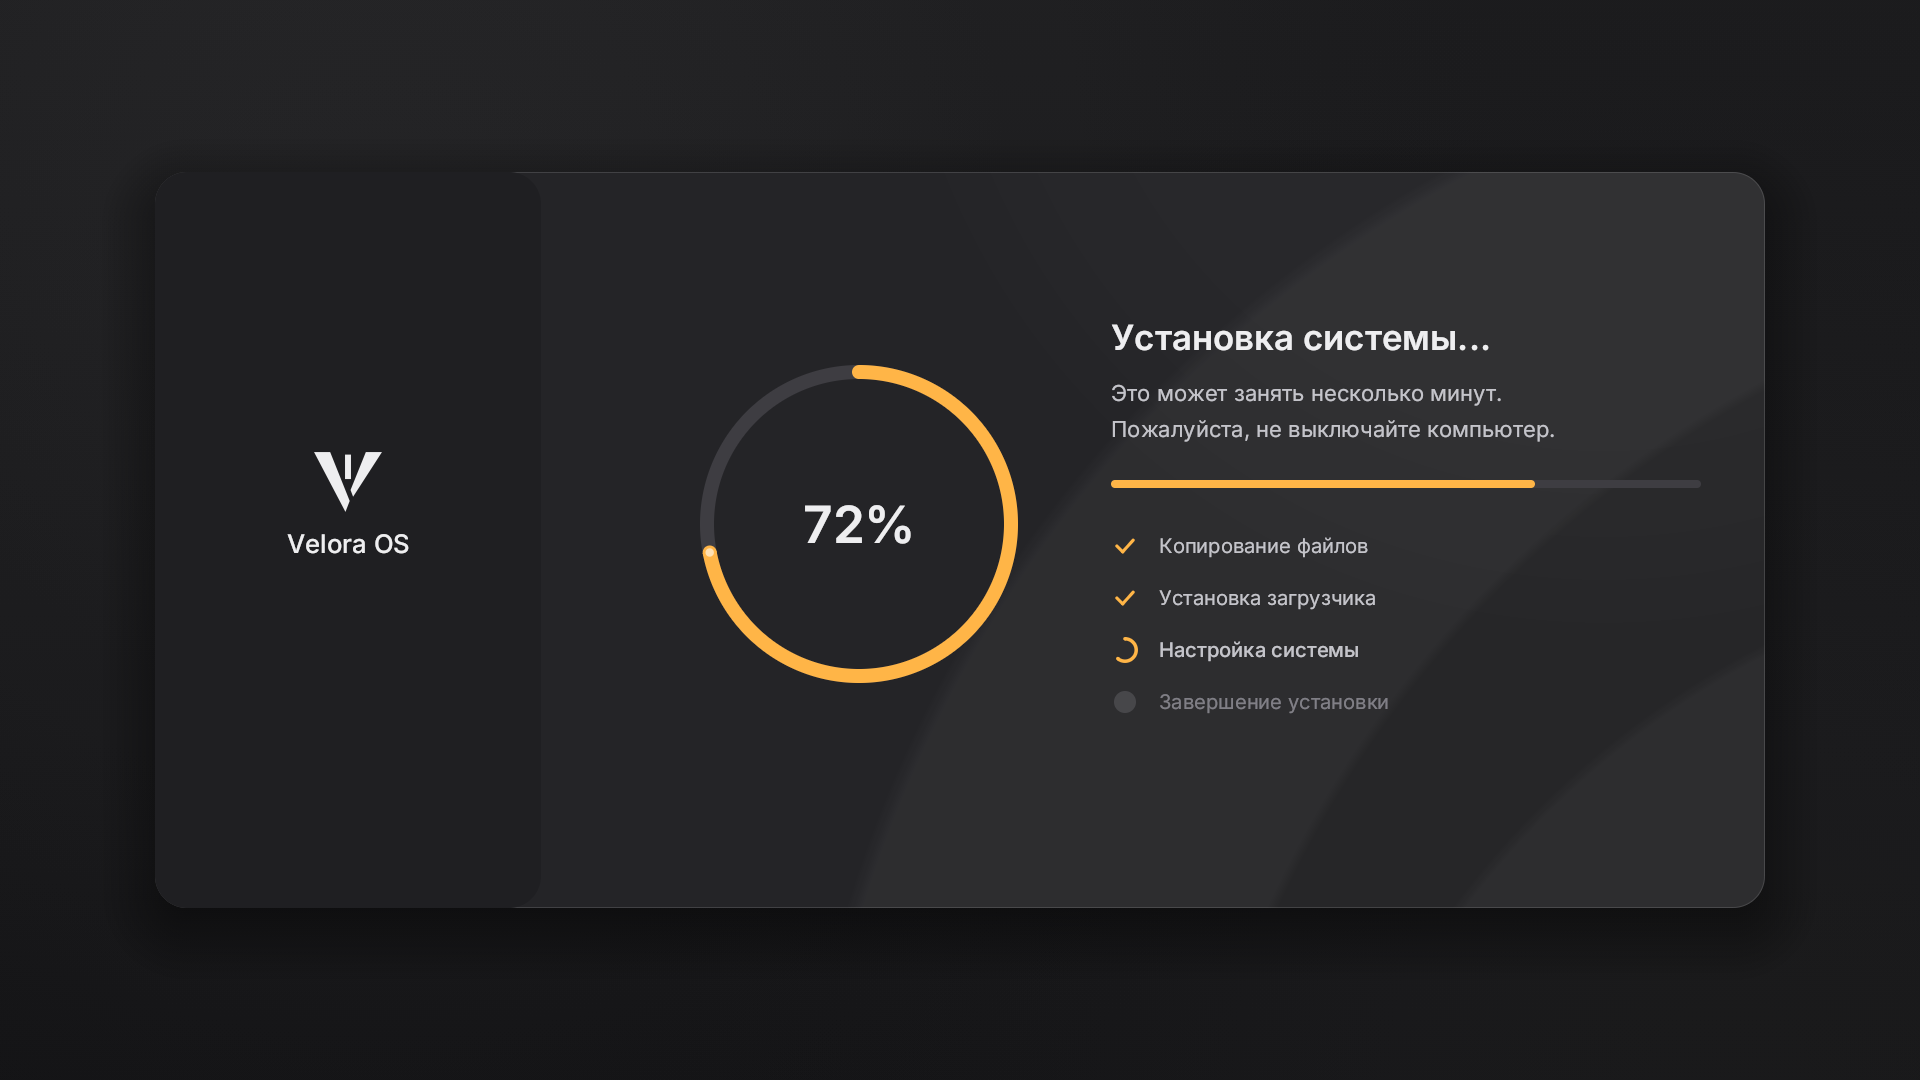 Velora OS
72%
Установка системы...
Это может занять несколько минут.
Пожалуйста, не выключайте компьютер.
Копирование файлов
Установка загрузчика
Настройка системы
Завершение установки